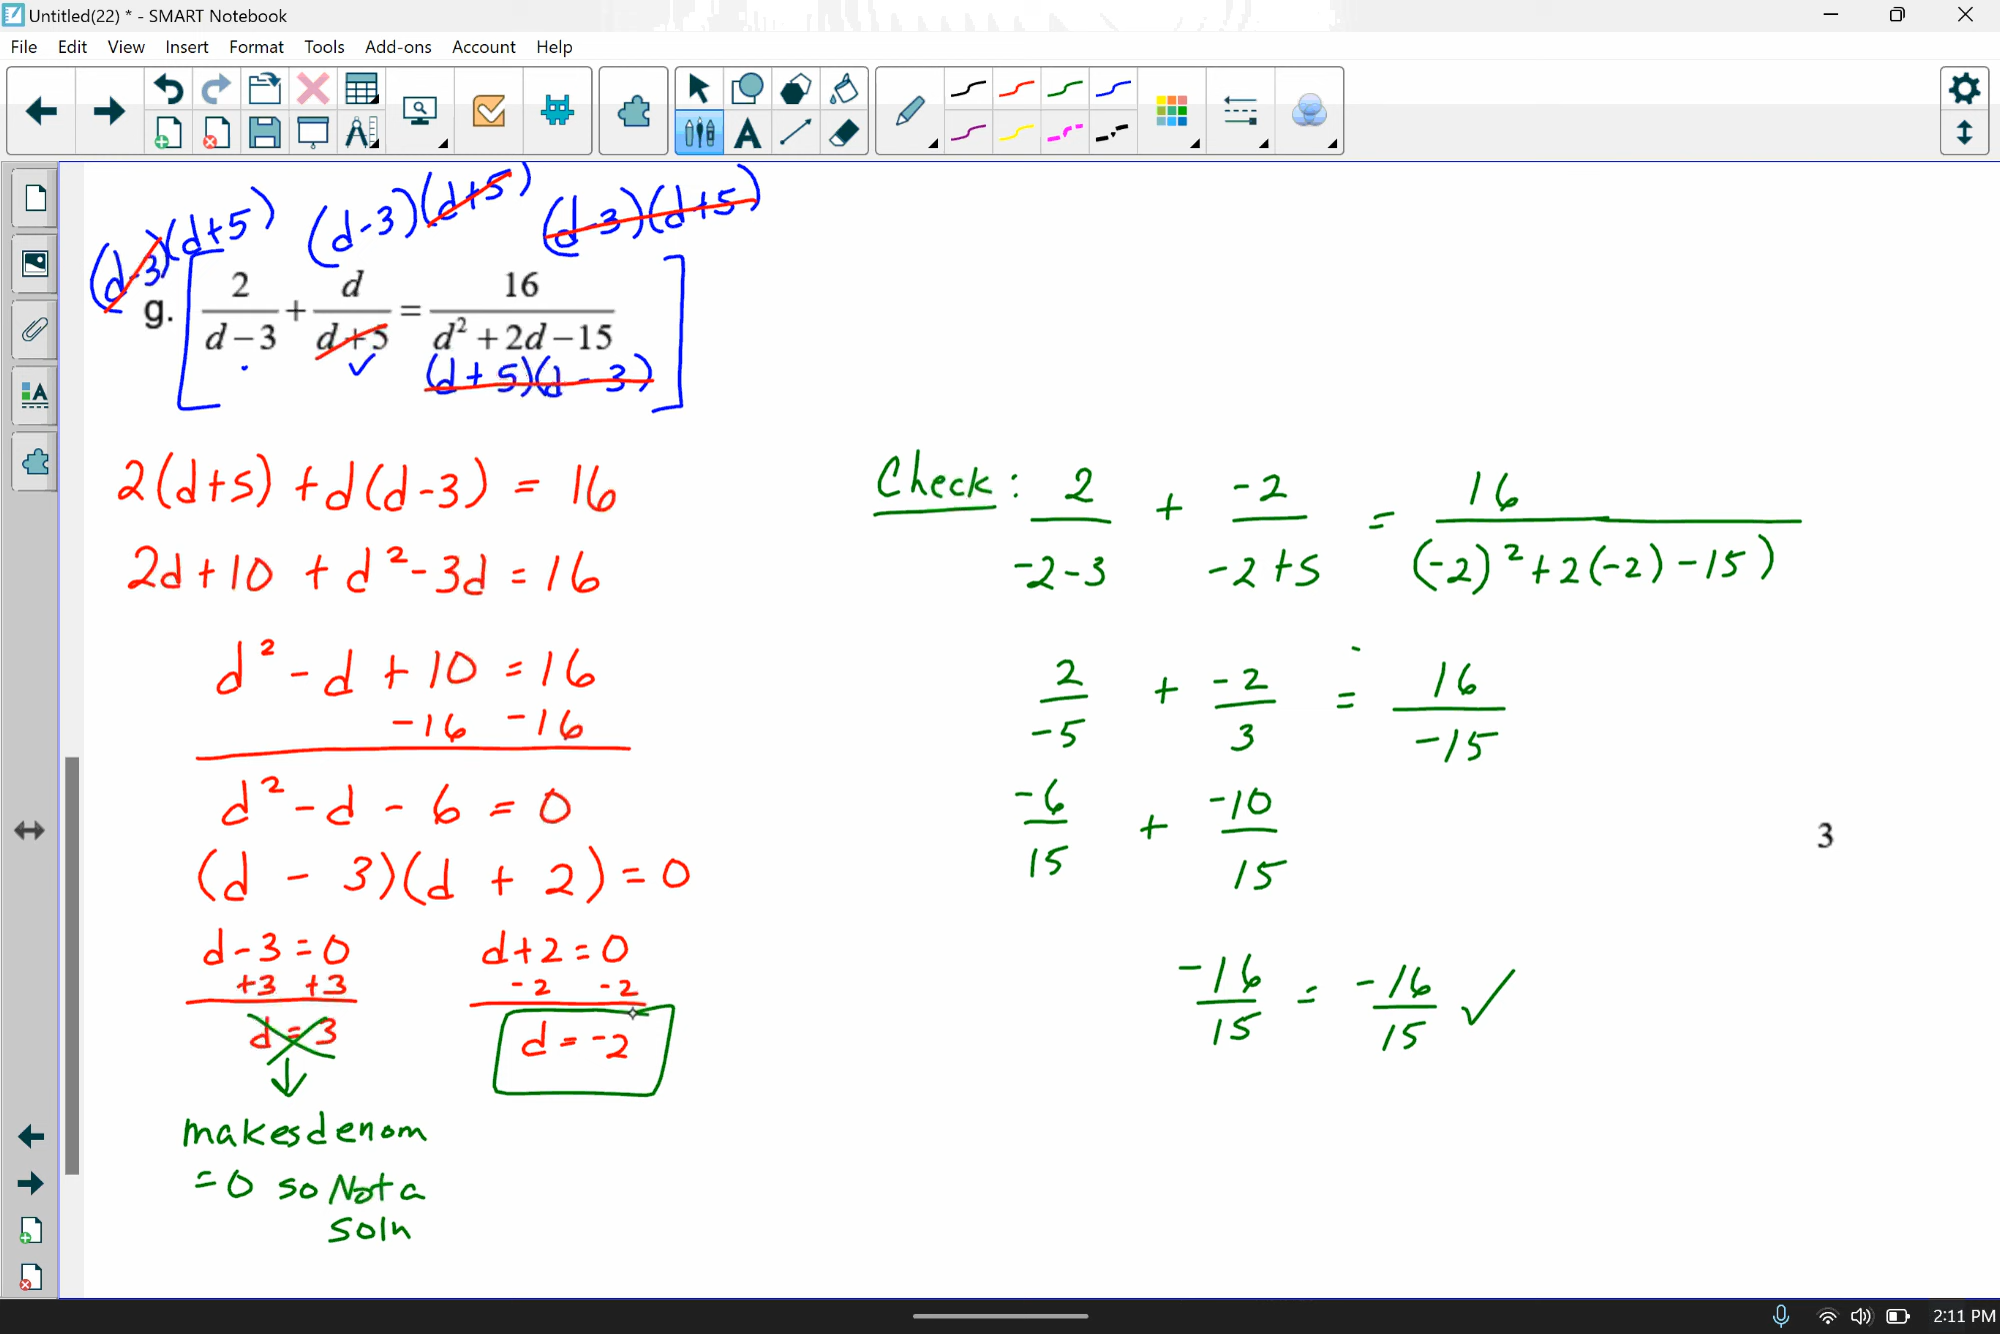 Untitled(22) * - SMART Notebook
File Edit View Insert Format Tools Add-ons Account Help
(d-3)(d+5) (d-3)(d+5) (d-3)(d+5)
g. [ 2/(d-3) + d/(d+5) = 16/(d²+2d-15) ]
✓ (d+5)(d-3)
2(d+5) + d(d-3) = 16
2d+10 + d²-3d = 16
d² - d + 10 = 16
-16 -16
d² - d - 6 = 0
(d - 3)(d + 2) = 0
d-3 = 0 d+2 = 0
+3 +3 -2 -2
d = 3 d = -2
↓
makes denom
= 0 so Not a
soln
Check: 2/(-2-3) + -2/(-2+5) = 16/((-2)²+2(-2)-15)
2/-5 + -2/3 = 16/-15
-6/15 + -10/15
-16/15 = -16/15 ✓
3
2:11 PM